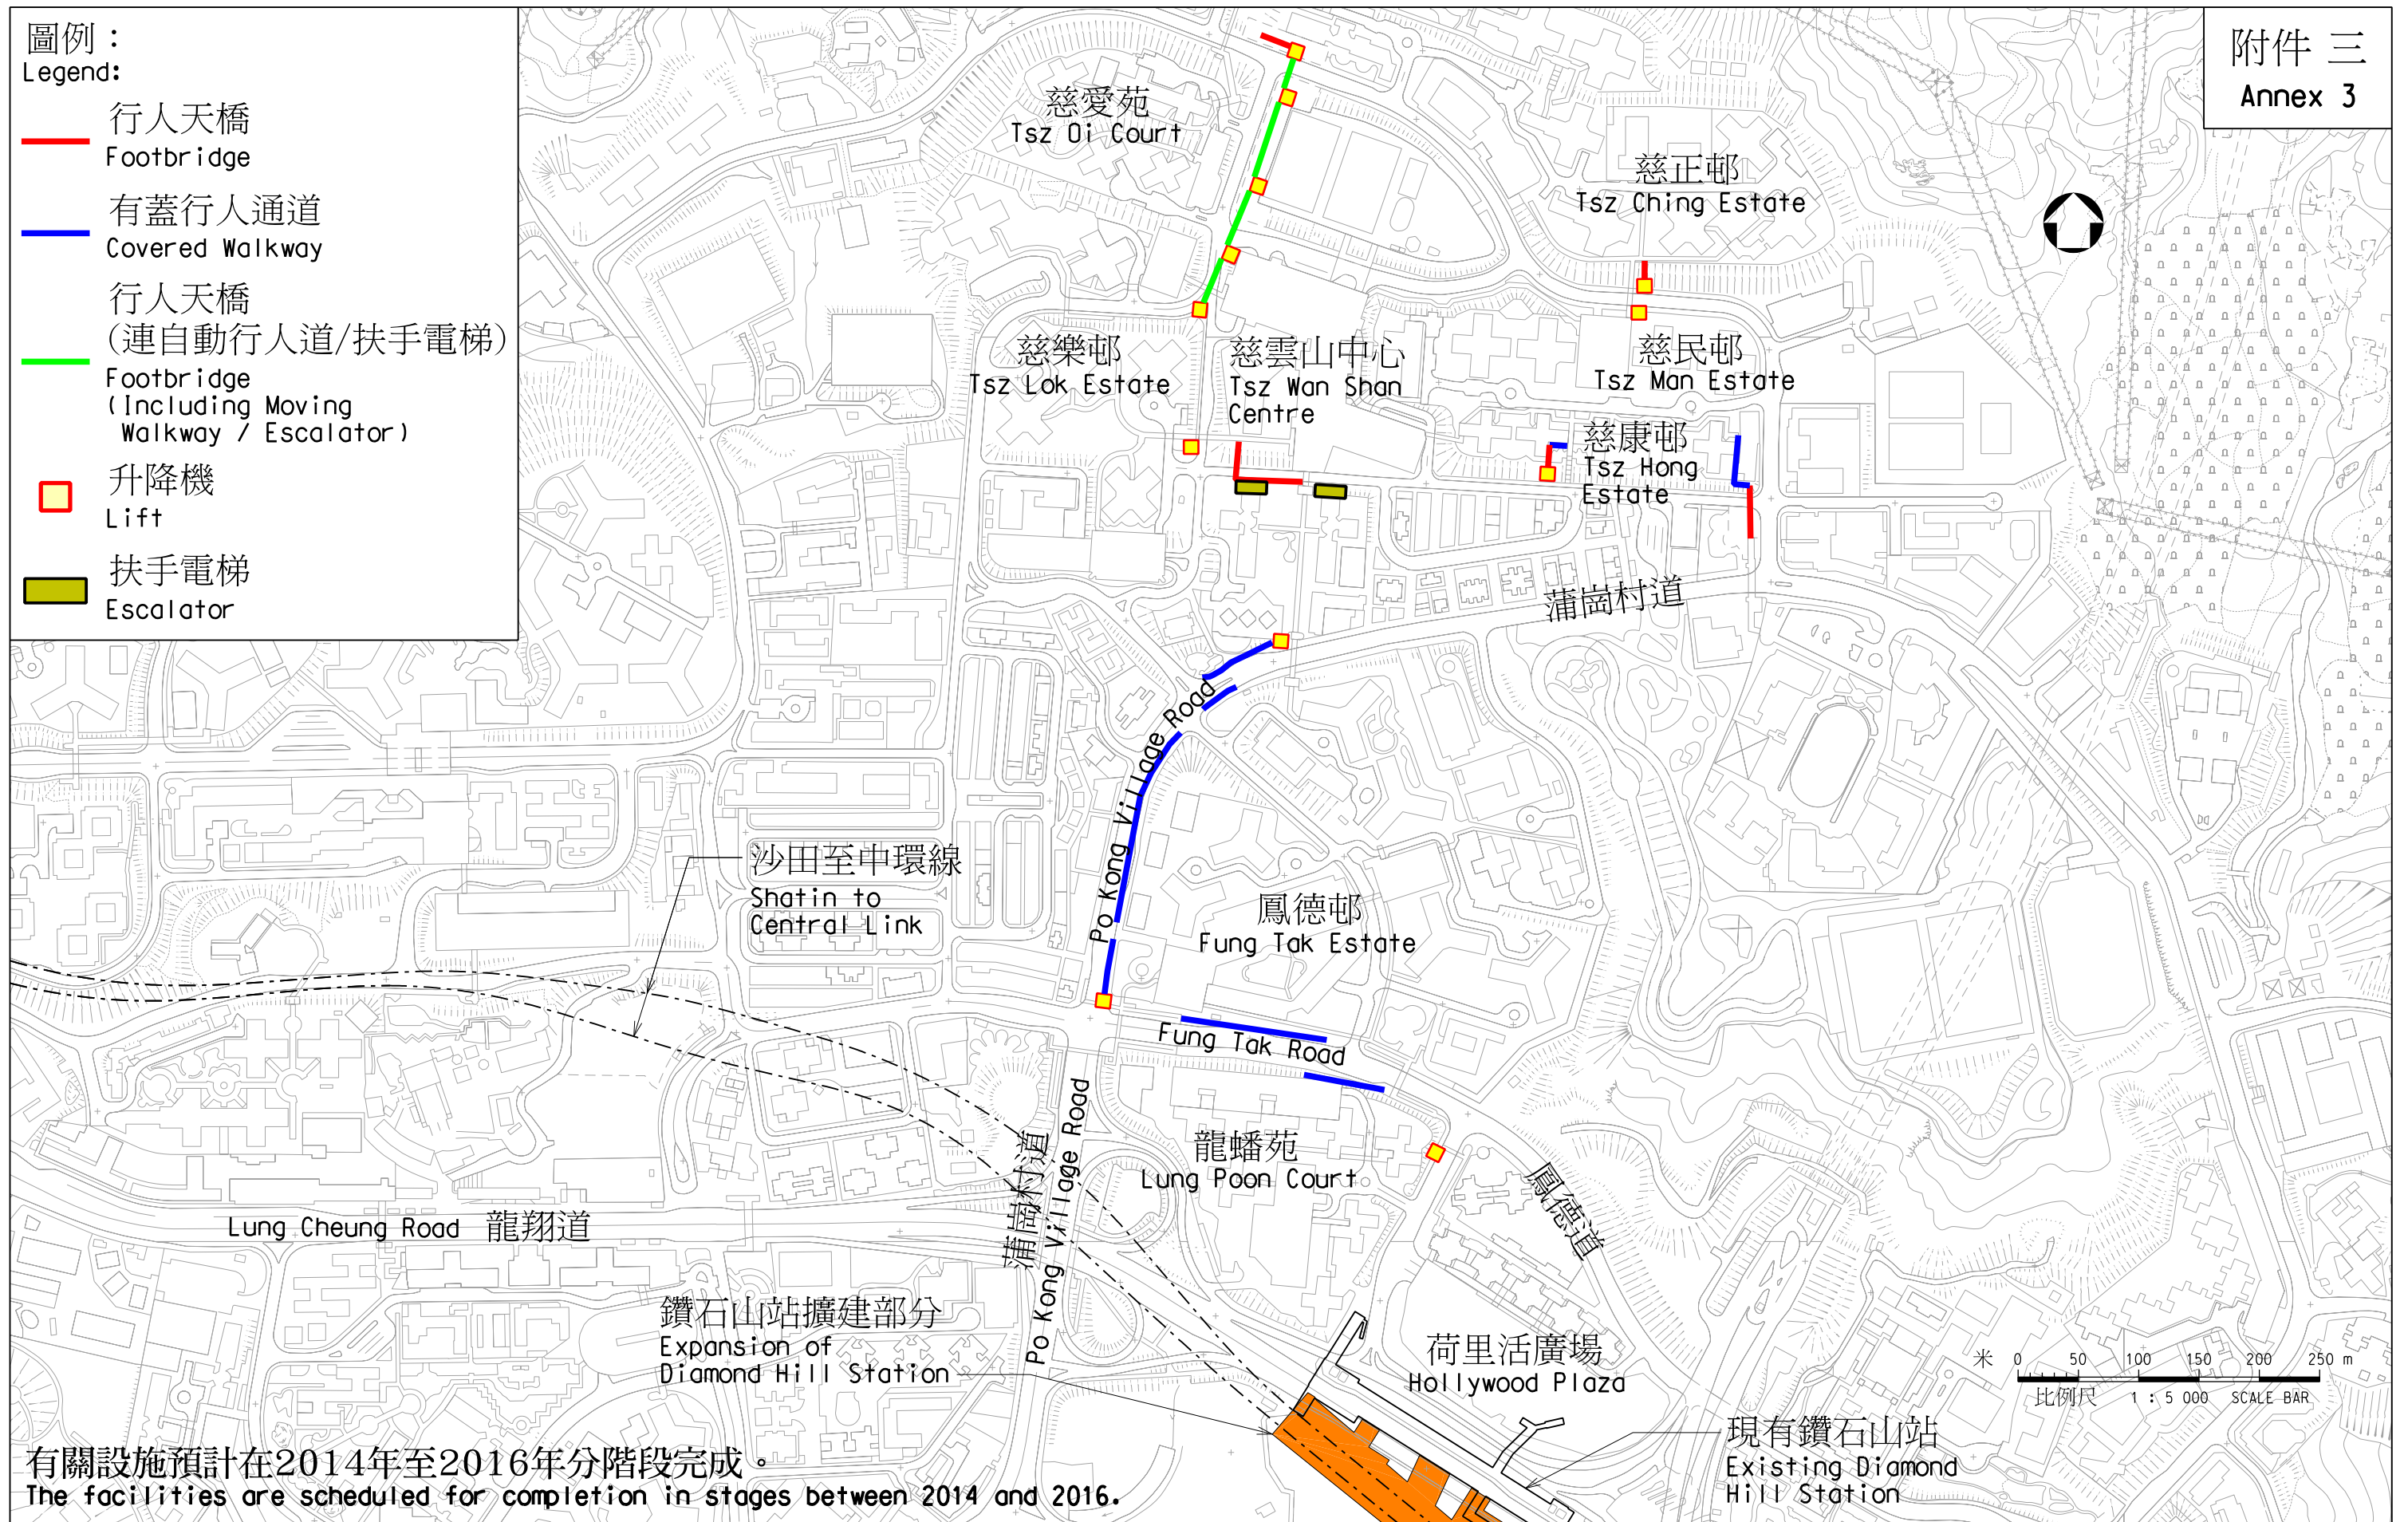 圖例：
Legend:
行人天橋
Footbridge
有蓋行人通道
Covered Walkway
行人天橋
(連自動行人道/扶手電梯)
Footbridge
(Including Moving
Walkway / Escalator)
升降機
Lift
扶手電梯
Escalator
附件 三
Annex 3
慈愛苑
Tsz Oi Court
慈正邨
Tsz Ching Estate
慈樂邨
Tsz Lok Estate
慈雲山中心
Tsz Wan Shan
Centre
慈民邨
Tsz Man Estate
慈康邨
Tsz Hong
Estate
蒲崗村道
Po Kong Village Road
沙田至中環線
Shatin to
Central Link
鳳德邨
Fung Tak Estate
Fung Tak Road
龍蟠苑
Lung Poon Court
鳳德道
蒲崗村道
Po Kong Village Road
Lung Cheung Road 龍翔道
鑽石山站擴建部分
Expansion of
Diamond Hill Station
荷里活廣場
Hollywood Plaza
米 0 50 100 150 200 250 m
比例尺 1 : 5 000 SCALE BAR
現有鑽石山站
Existing Diamond
Hill Station
有關設施預計在2014年至2016年分階段完成。
The facilities are scheduled for completion in stages between 2014 and 2016.